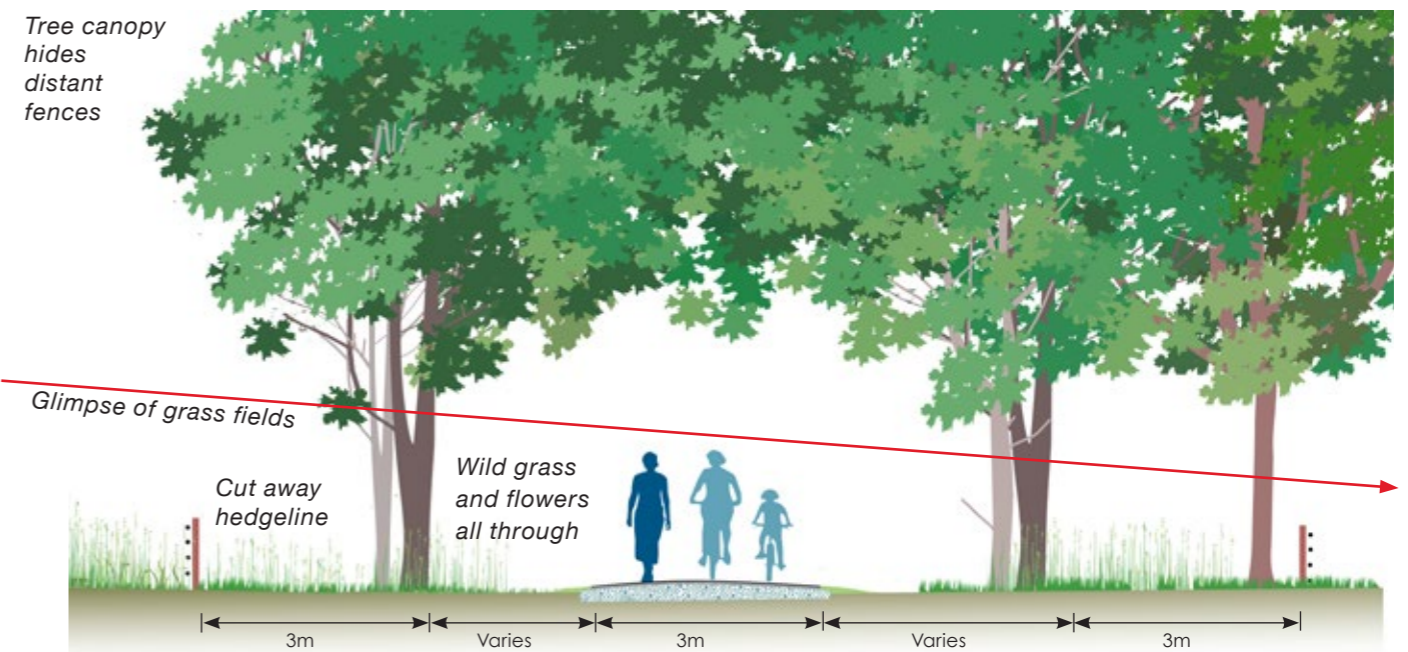 Tree canopy
hides
distant
fences
Glimpse of grass fields
Cut away
hedgeline
Wild grass
and flowers
all through
3m
Varies
3m
Varies
3m